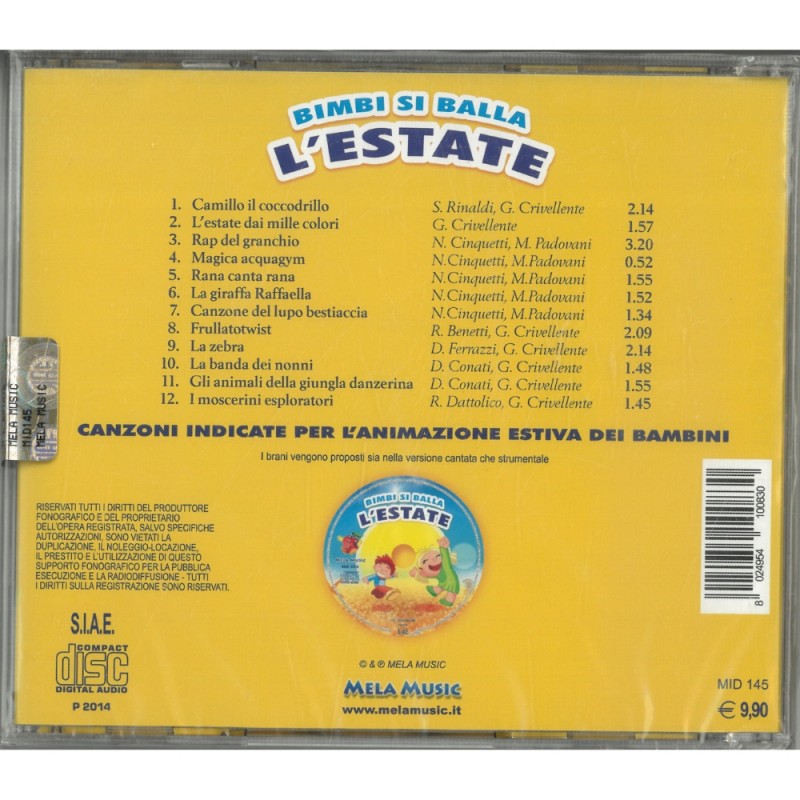 BIMBI SI BALLA
L'ESTATE
1. Camillo il coccodrillo S. Rinaldi, G. Crivellente 2.14
2. L'estate dai mille colori G. Crivellente 1.57
3. Rap del granchio N. Cinquetti, M. Padovani 3.20
4. Magica acquagym N.Cinquetti, M.Padovani 0.52
5. Rana canta rana N.Cinquetti, M.Padovani 1.55
6. La giraffa Raffaella N.Cinquetti, M.Padovani 1.52
7. Canzone del lupo bestiaccia N.Cinquetti, M.Padovani 1.34
8. Frullatotwist R. Benetti, G. Crivellente 2.09
9. La zebra D. Ferrazzi, G. Crivellente 2.14
10. La banda dei nonni D. Conati, G. Crivellente 1.48
11. Gli animali della giungla danzerina D. Conati, G. Crivellente 1.55
12. I moscerini esploratori R. Dattolico, G. Crivellente 1.45
CANZONI INDICATE PER L'ANIMAZIONE ESTIVA DEI BAMBINI
I brani vengono proposti sia nella versione cantata che strumentale
MELA MUSIC
MID145
MELA MUSIC
RISERVATI TUTTI I DIRITTI DEL PRODUTTORE
FONOGRAFICO E DEL PROPRIETARIO
DELL'OPERA REGISTRATA, SALVO SPECIFICHE
AUTORIZZAZIONI, SONO VIETATI LA
DUPLICAZIONE, IL NOLEGGIO-LOCAZIONE,
IL PRESTITO E L'UTILIZZAZIONE DI QUESTO
SUPPORTO FONOGRAFICO PER LA PUBBLICA
ESECUZIONE E LA RADIODIFFUSIONE - TUTTI
I DIRITTI SULLA REGISTRAZIONE SONO RISERVATI.
S.I.A.E.
COMPACT
disc
DIGITAL AUDIO
P 2014
BIMBI SI BALLA
L'ESTATE
© & ℗ MELA MUSIC
MELA MUSIC
www.melamusic.it
8 024954 100830
MID 145
€ 9,90